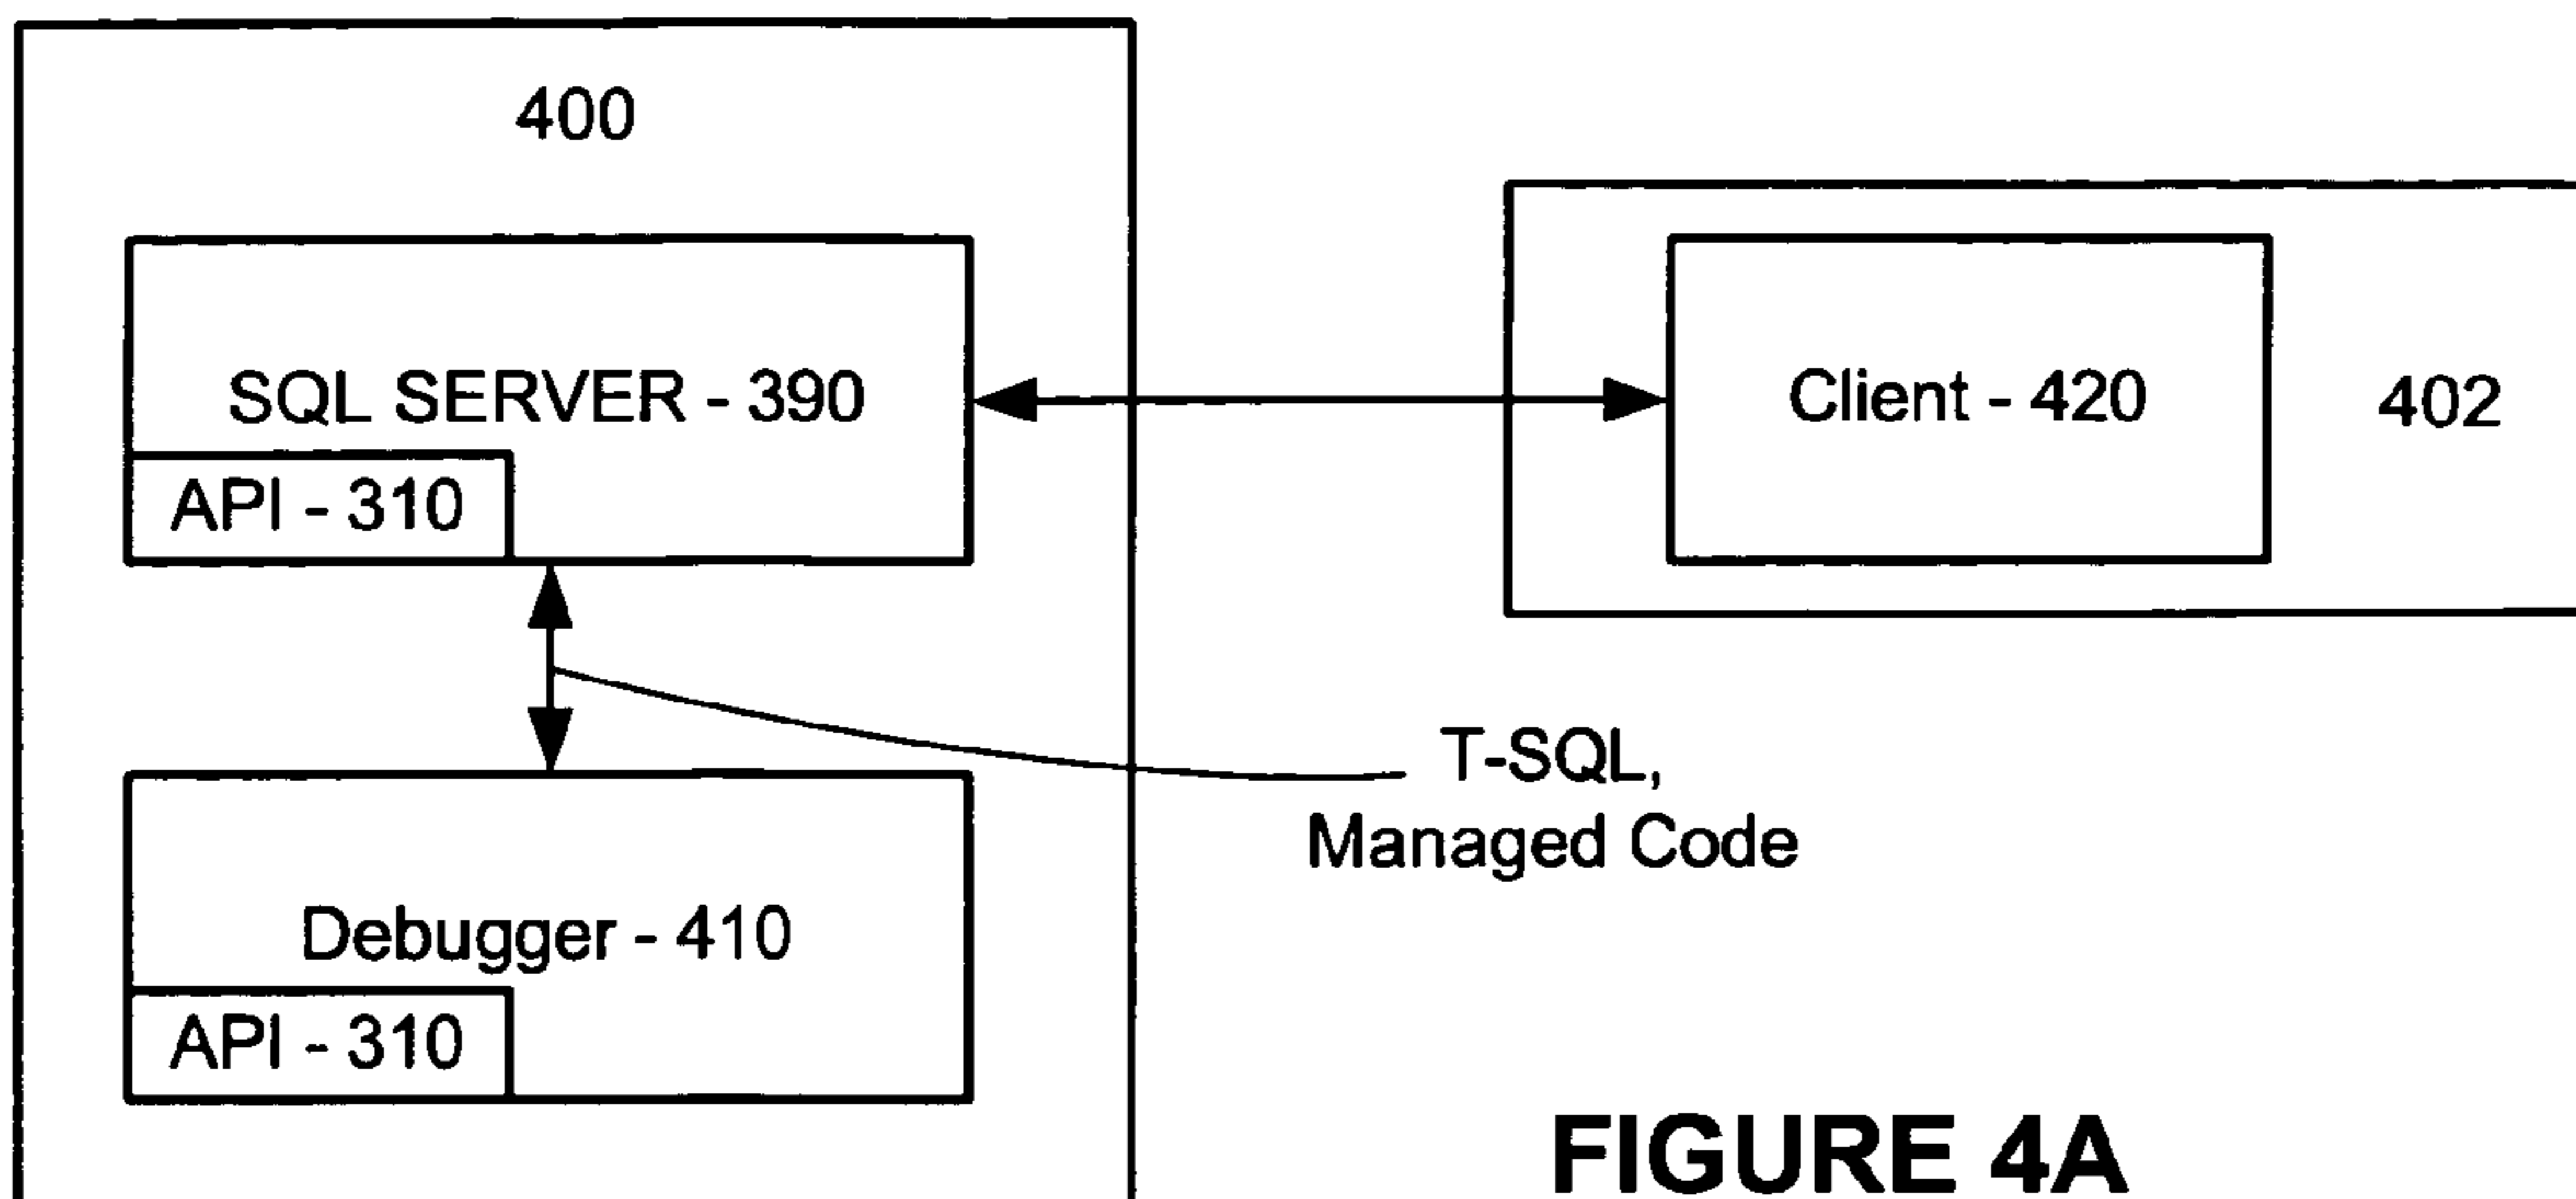 400
SQL SERVER - 390
API - 310
Client - 420
402
T-SQL,
Managed Code
Debugger - 410
API - 310
FIGURE 4A